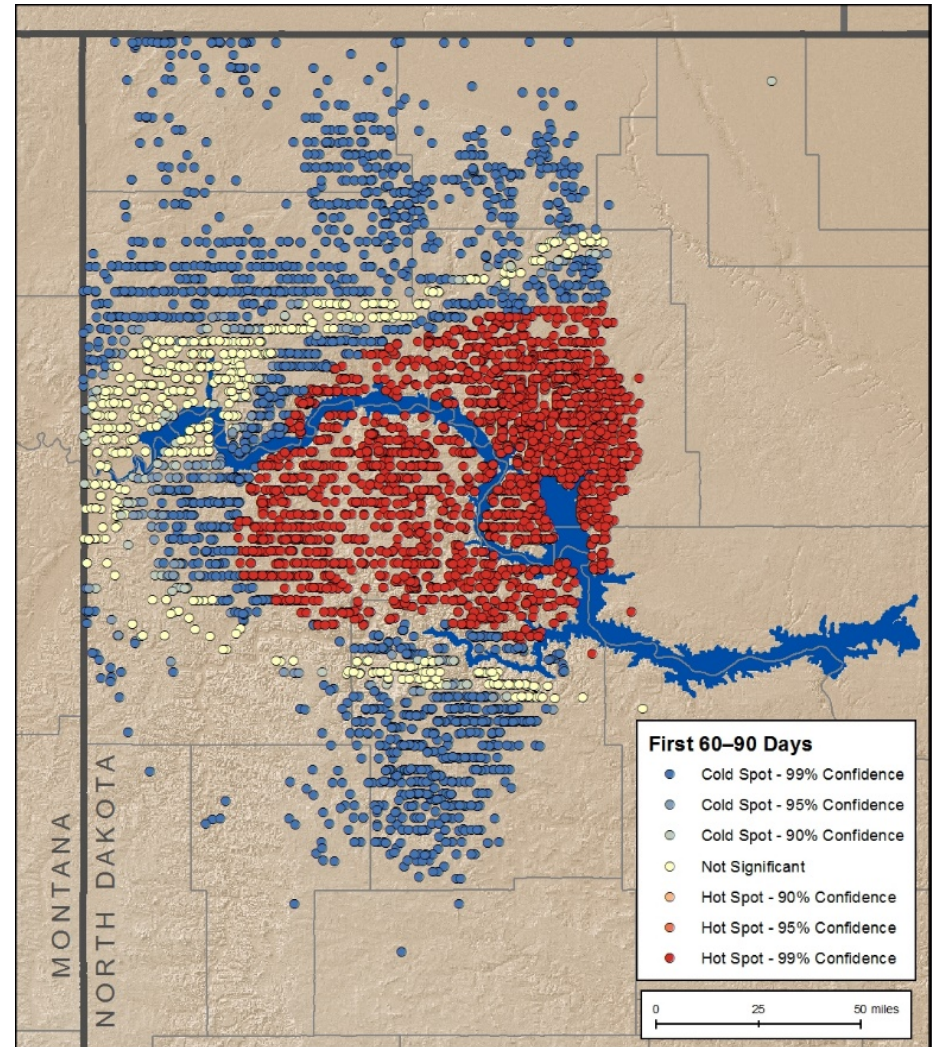 MONTANA
NORTH DAKOTA
First 60–90 Days
Cold Spot - 99% Confidence
Cold Spot - 95% Confidence
Cold Spot - 90% Confidence
Not Significant
Hot Spot - 90% Confidence
Hot Spot - 95% Confidence
Hot Spot - 99% Confidence
0 25 50 miles